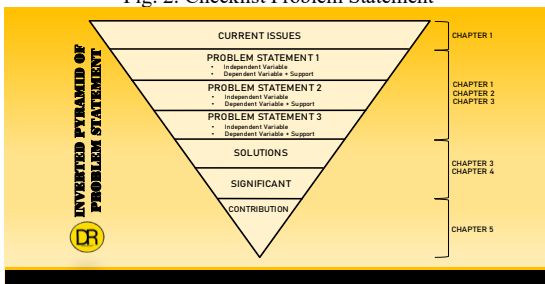 Fig. 2. Checklist Problem Statement
INVERTED PYRAMID OF
PROBLEM STATEMENT
DR
CURRENT ISSUES
PROBLEM STATEMENT 1
• Independent Variable
• Dependent Variable + Support
PROBLEM STATEMENT 2
• Independent Variable
• Dependent Variable + Support
PROBLEM STATEMENT 3
• Independent Variable
• Dependent Variable + Support
SOLUTIONS
SIGNIFICANT
CONTRIBUTION
CHAPTER 1
CHAPTER 1
CHAPTER 2
CHAPTER 3
CHAPTER 3
CHAPTER 4
CHAPTER 5